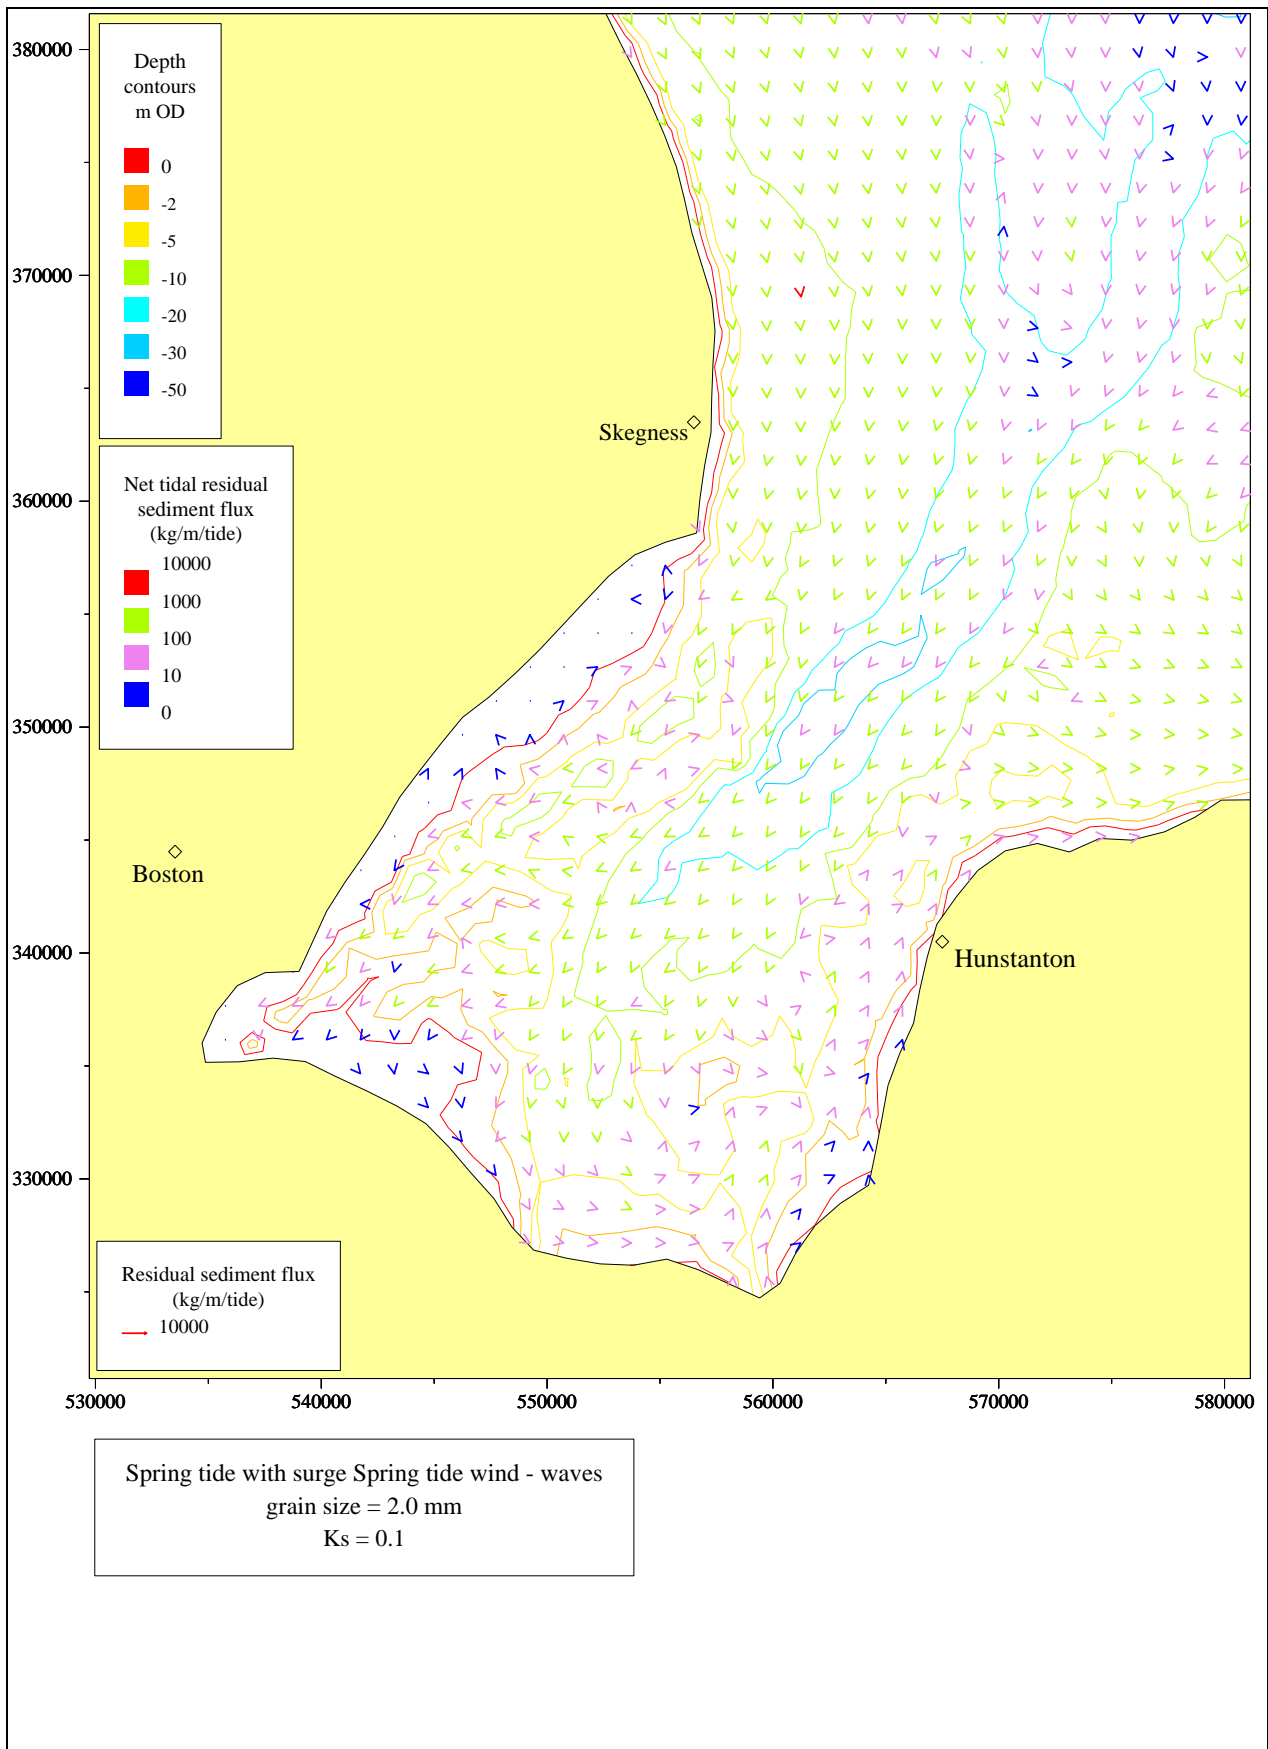 380000
370000
360000
350000
340000
330000
Depth
contours
m OD
0
-2
-5
-10
-20
-30
-50
Net tidal residual
sediment flux
(kg/m/tide)
10000
1000
100
10
0
Skegness
Boston
Hunstanton
Residual sediment flux
(kg/m/tide)
10000
530000
540000
550000
560000
570000
580000
Spring tide with surge Spring tide wind - waves
grain size = 2.0 mm
Ks = 0.1